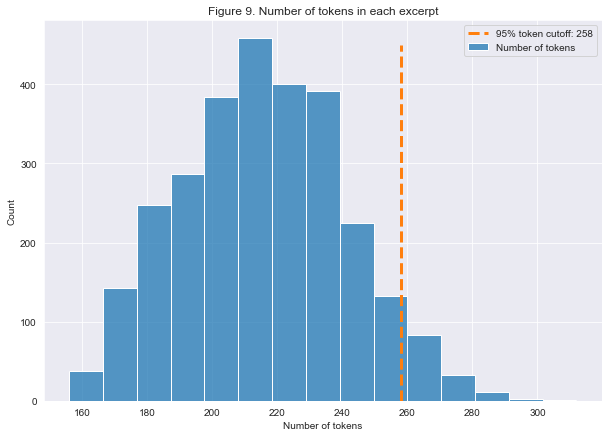 Figure 9. Number of tokens in each excerpt
95% token cutoff: 258
Number of tokens
Count
400
300
200
100
0
160 180 200 220 240 260 280 300
Number of tokens